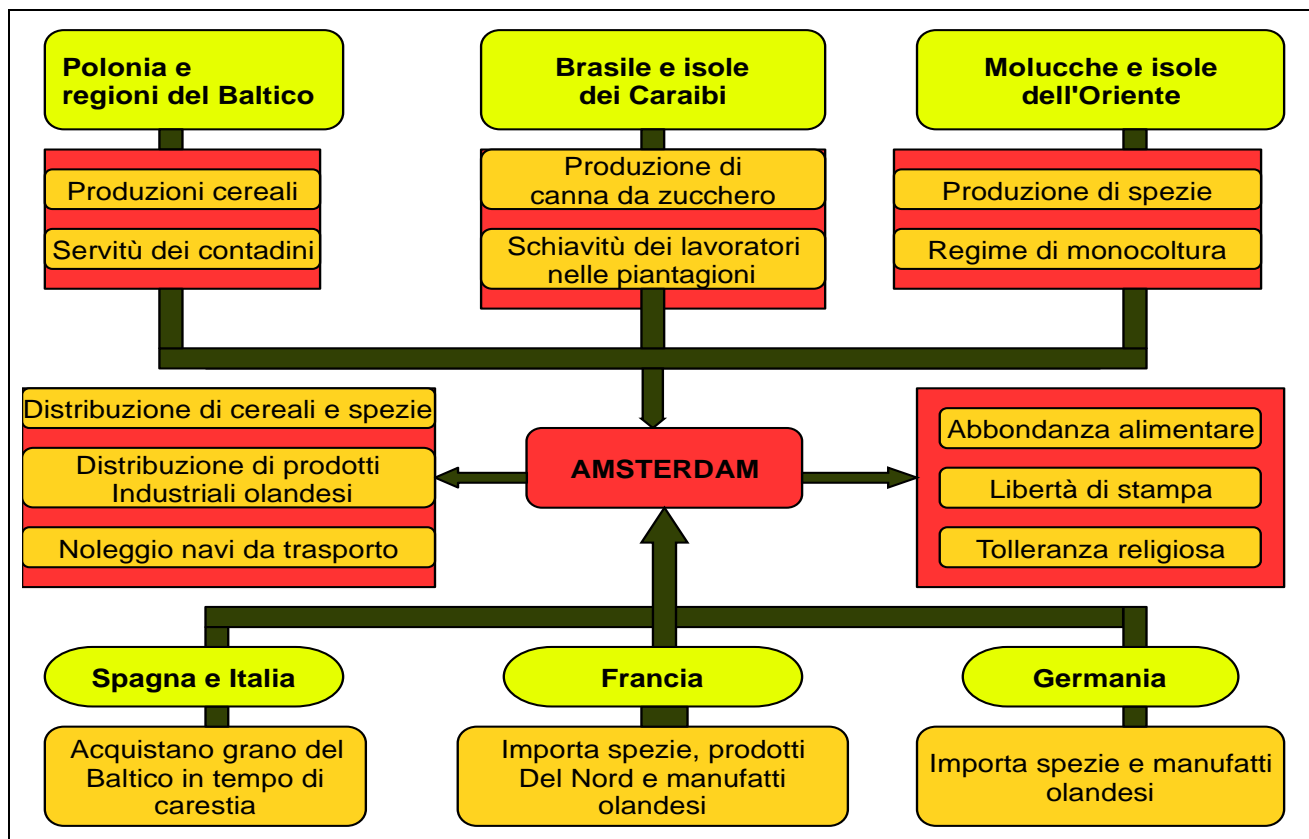 Polonia e
regioni del Baltico
Brasile e isole
dei Caraibi
Molucche e isole
dell'Oriente
Produzioni cereali
Servitù dei contadini
Produzione di
canna da zucchero
Schiavitù dei lavoratori
nelle piantagioni
Produzione di spezie
Regime di monocoltura
Distribuzione di cereali e spezie
Distribuzione di prodotti
Industriali olandesi
Noleggio navi da trasporto
AMSTERDAM
Abbondanza alimentare
Libertà di stampa
Tolleranza religiosa
Spagna e Italia
Francia
Germania
Acquistano grano del
Baltico in tempo di
carestia
Importa spezie, prodotti
Del Nord e manufatti
olandesi
Importa spezie e manufatti
olandesi